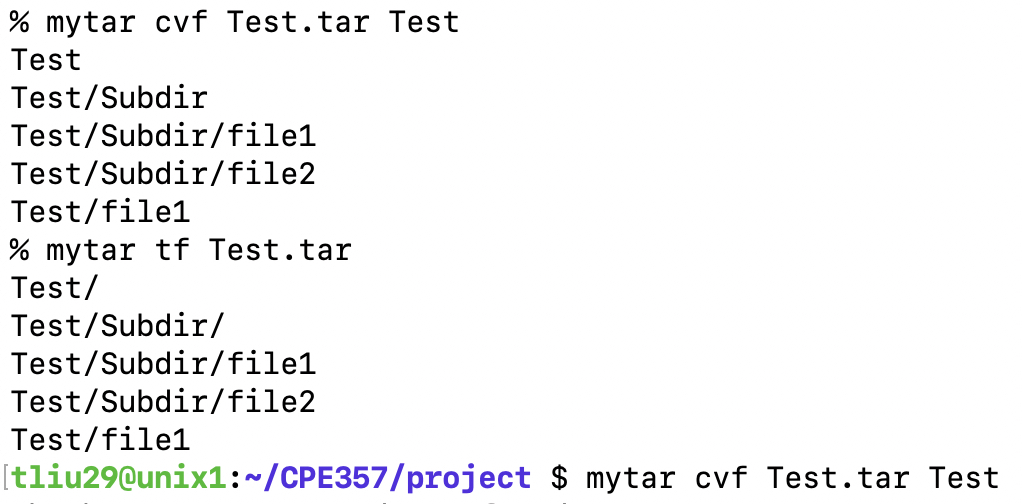 % mytar cvf Test.tar Test
Test
Test/Subdir
Test/Subdir/file1
Test/Subdir/file2
Test/file1
% mytar tf Test.tar
Test/
Test/Subdir/
Test/Subdir/file1
Test/Subdir/file2
Test/file1
[tliu29@unix1:~/CPE357/project $ mytar cvf Test.tar Test